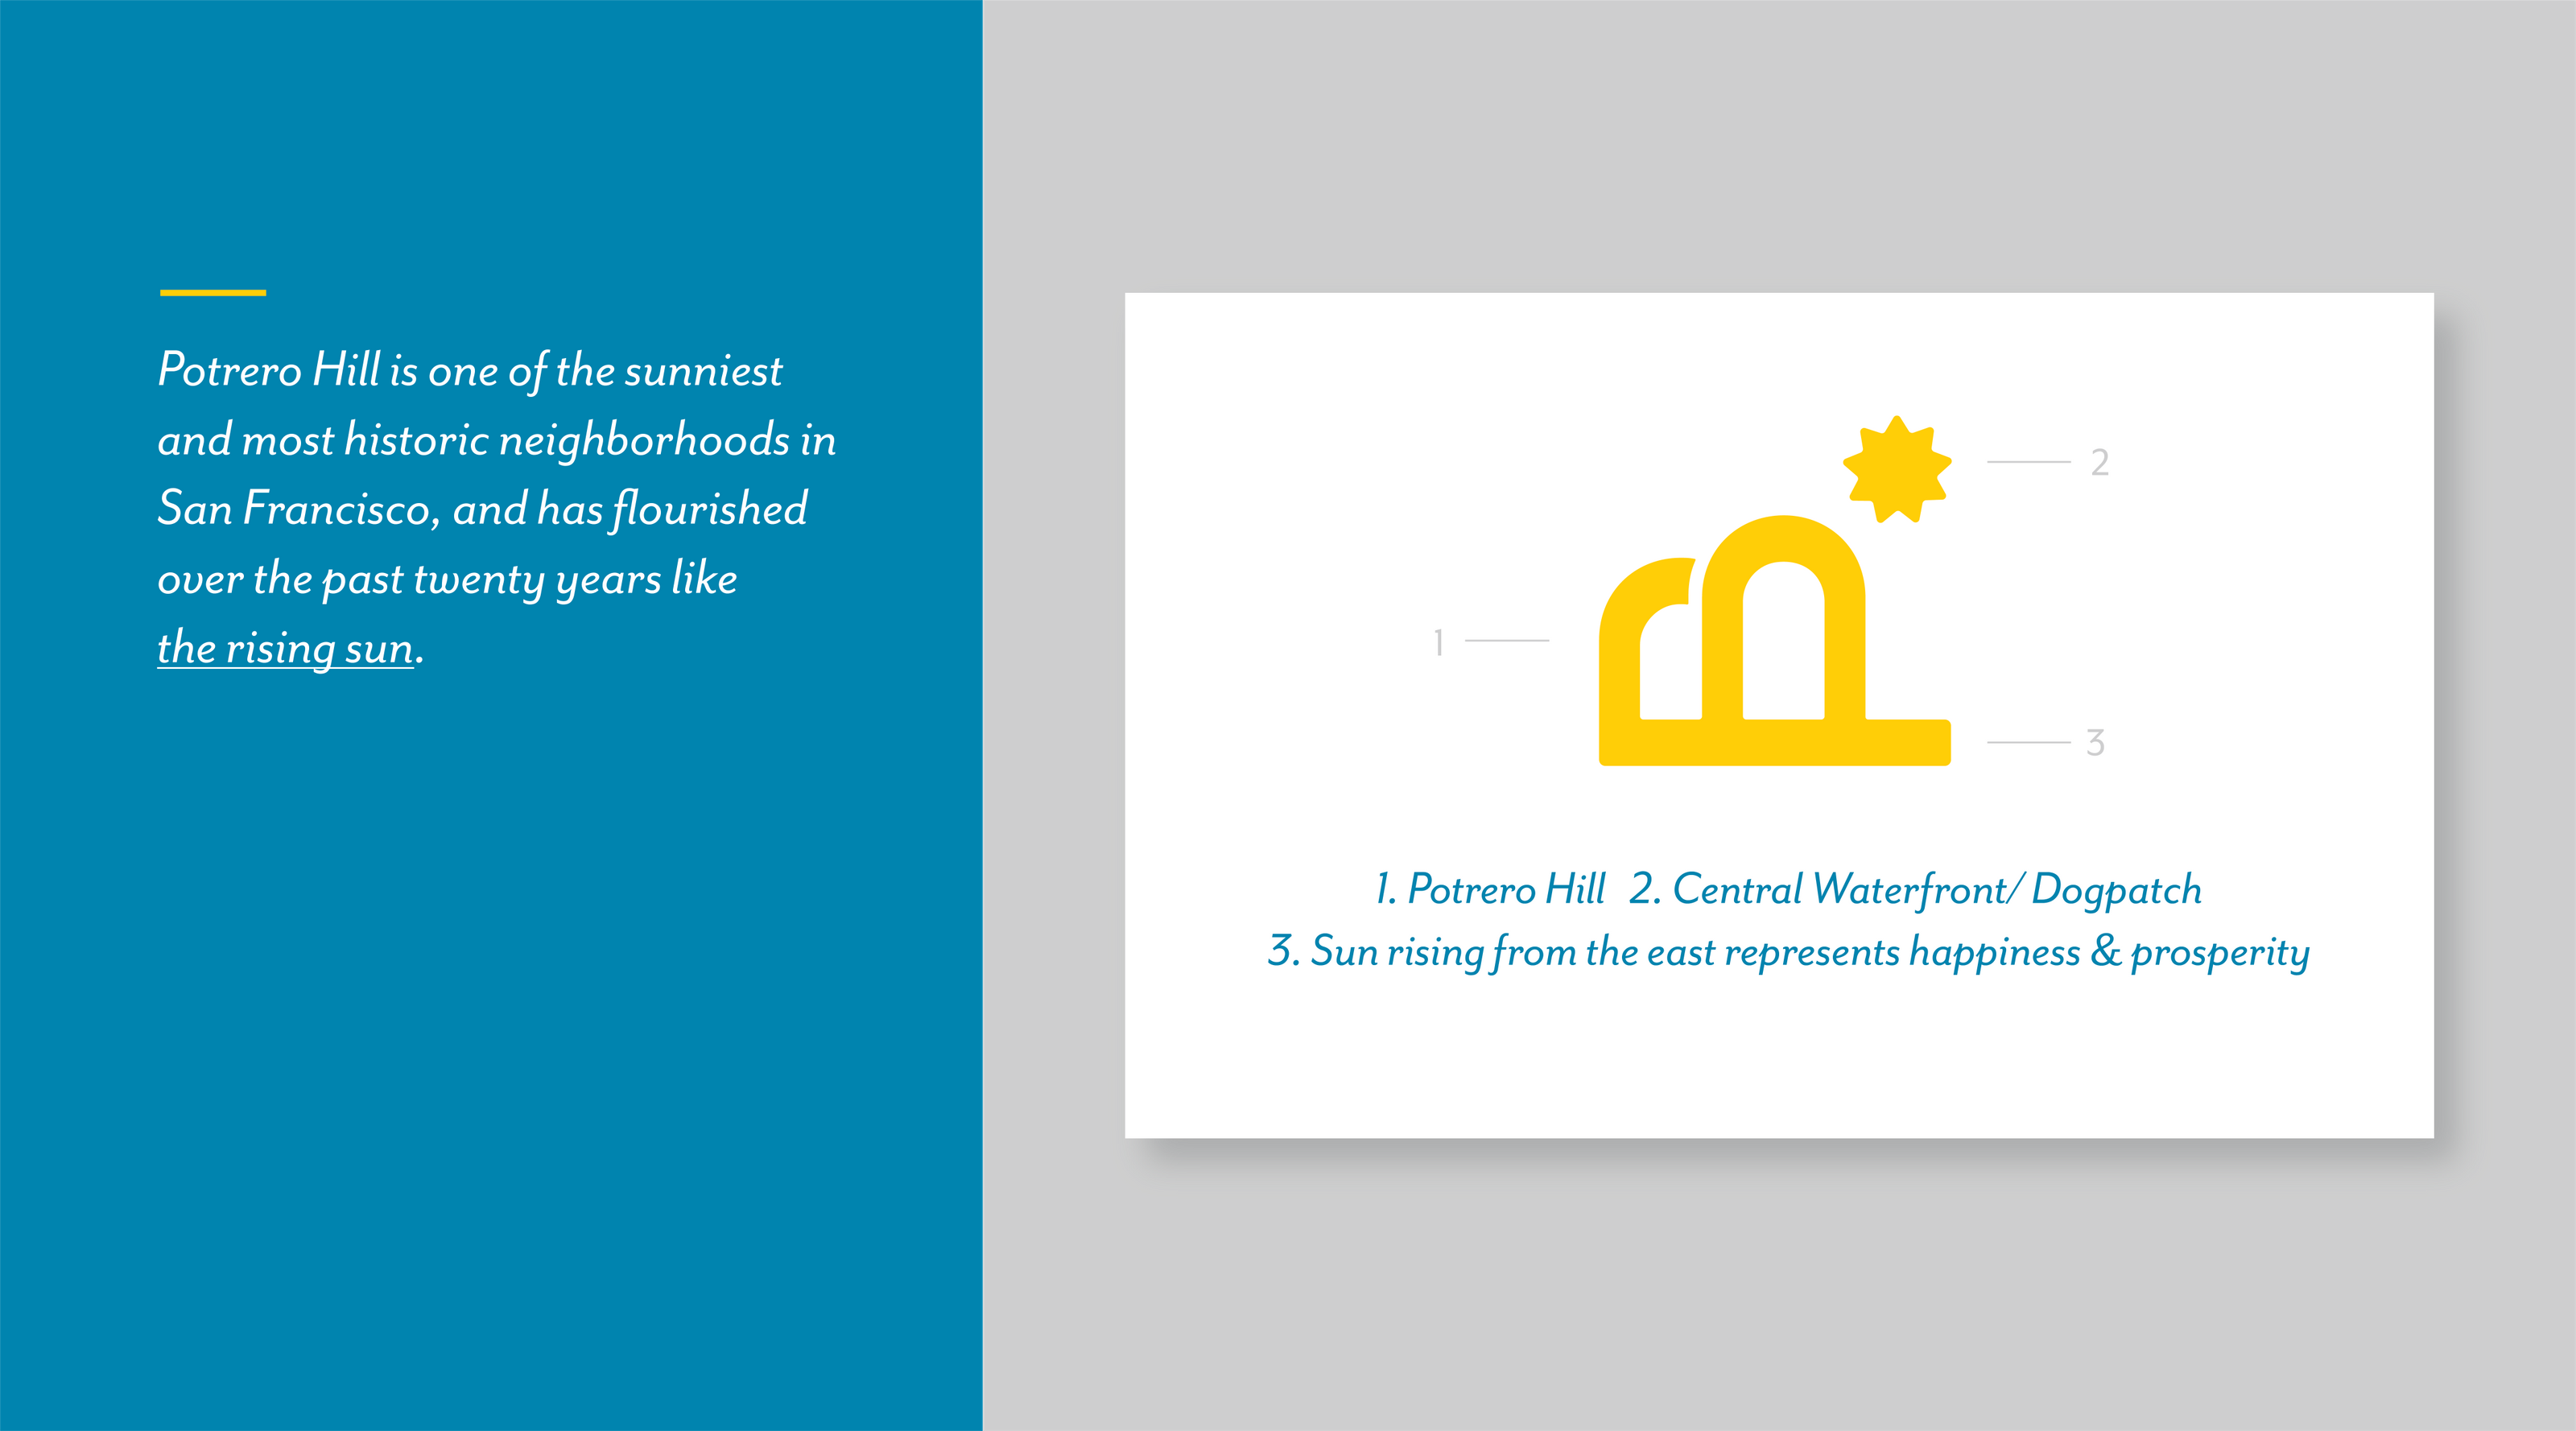 Potrero Hill is one of the sunniest
and most historic neighborhoods in
San Francisco, and has flourished
over the past twenty years like
the rising sun.
2
1
3
1. Potrero Hill 2. Central Waterfront/ Dogpatch
3. Sun rising from the east represents happiness & prosperity